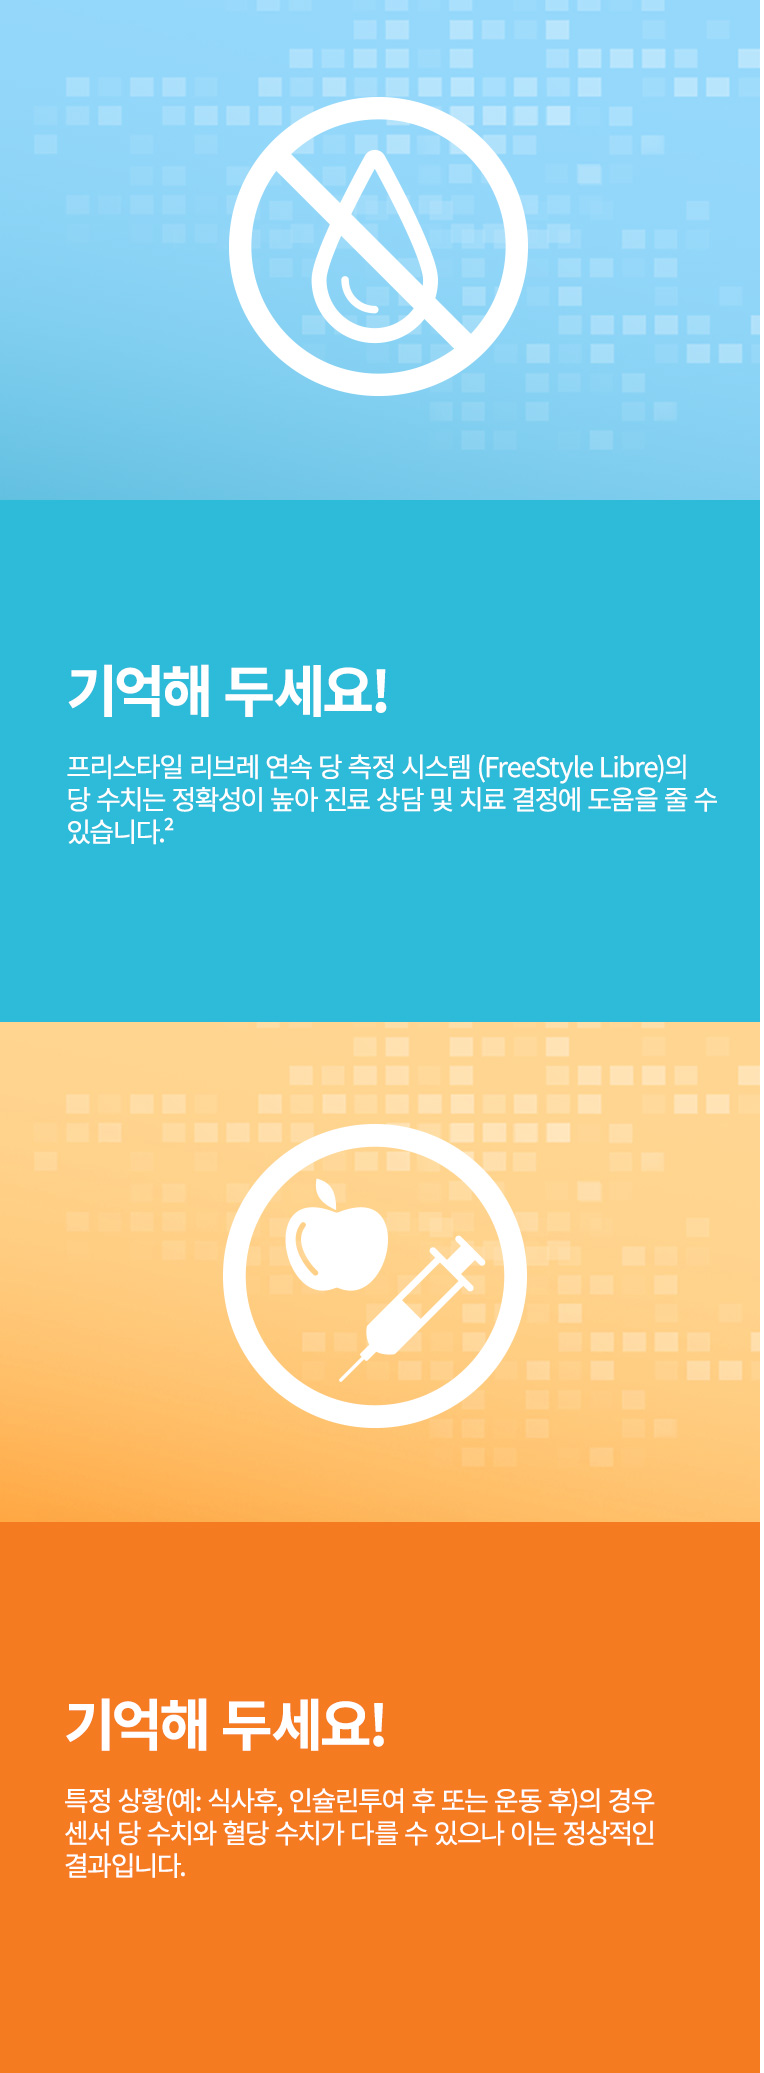 기억해 두세요!
프리스타일 리브레 연속 당 측정 시스템 (FreeStyle Libre)의
당 수치는 정확성이 높아 진료 상담 및 치료 결정에 도움을 줄 수
있습니다.²
기억해 두세요!
특정 상황(예: 식사후, 인슐린투여 후 또는 운동 후)의 경우
센서 당 수치와 혈당 수치가 다를 수 있으나 이는 정상적인
결과입니다.